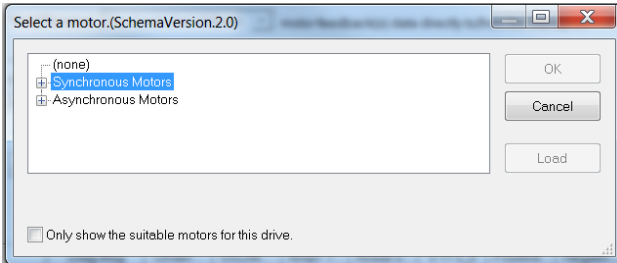 Select a motor.(SchemaVersion.2.0)
(none)
Synchronous Motors
Asynchronous Motors
OK
Cancel
Load
Only show the suitable motors for this drive.